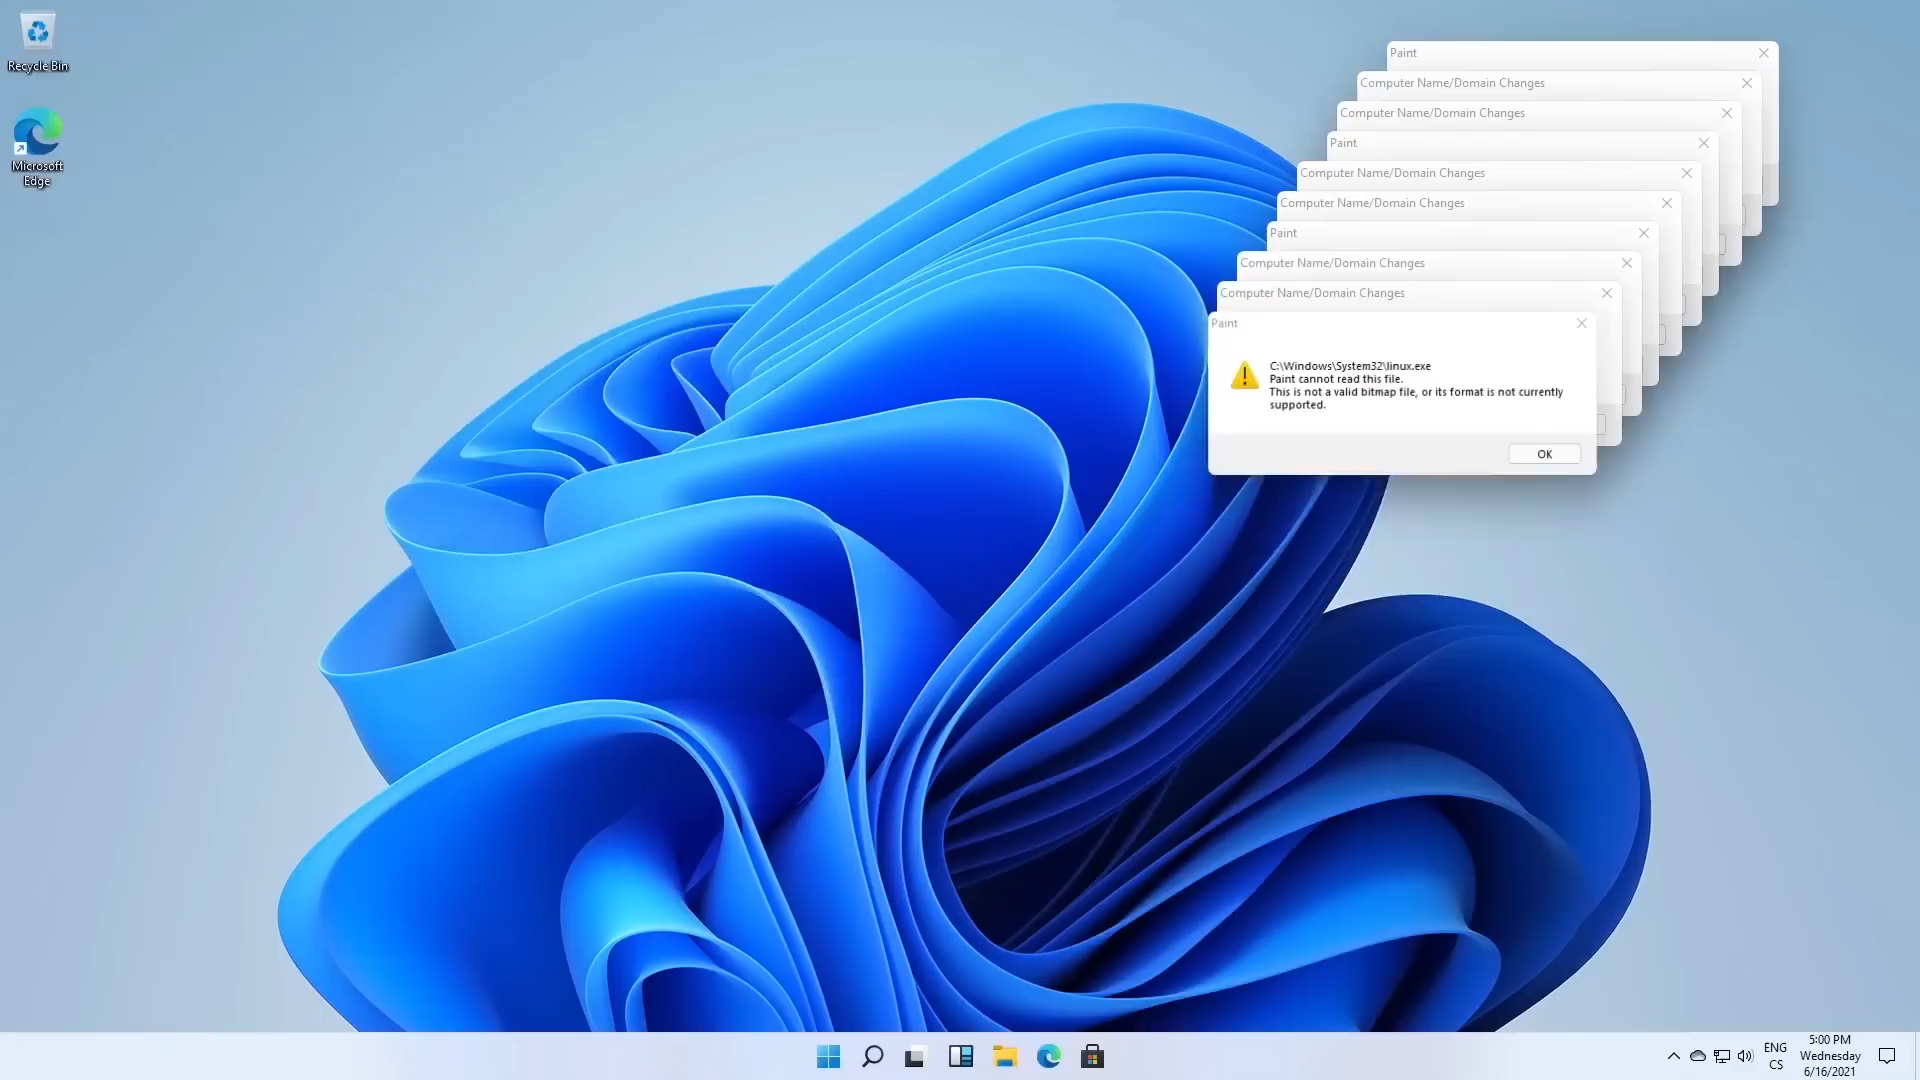 Recycle Bin
Microsoft
Edge
Paint
Computer Name/Domain Changes
Computer Name/Domain Changes
Paint
Computer Name/Domain Changes
Computer Name/Domain Changes
Paint
Computer Name/Domain Changes
Computer Name/Domain Changes
Paint
C:\Windows\System32\linux.exe
Paint cannot read this file.
This is not a valid bitmap file, or its format is not currently
supported.
OK
ENG
CS
5:00 PM
Wednesday
6/16/2021